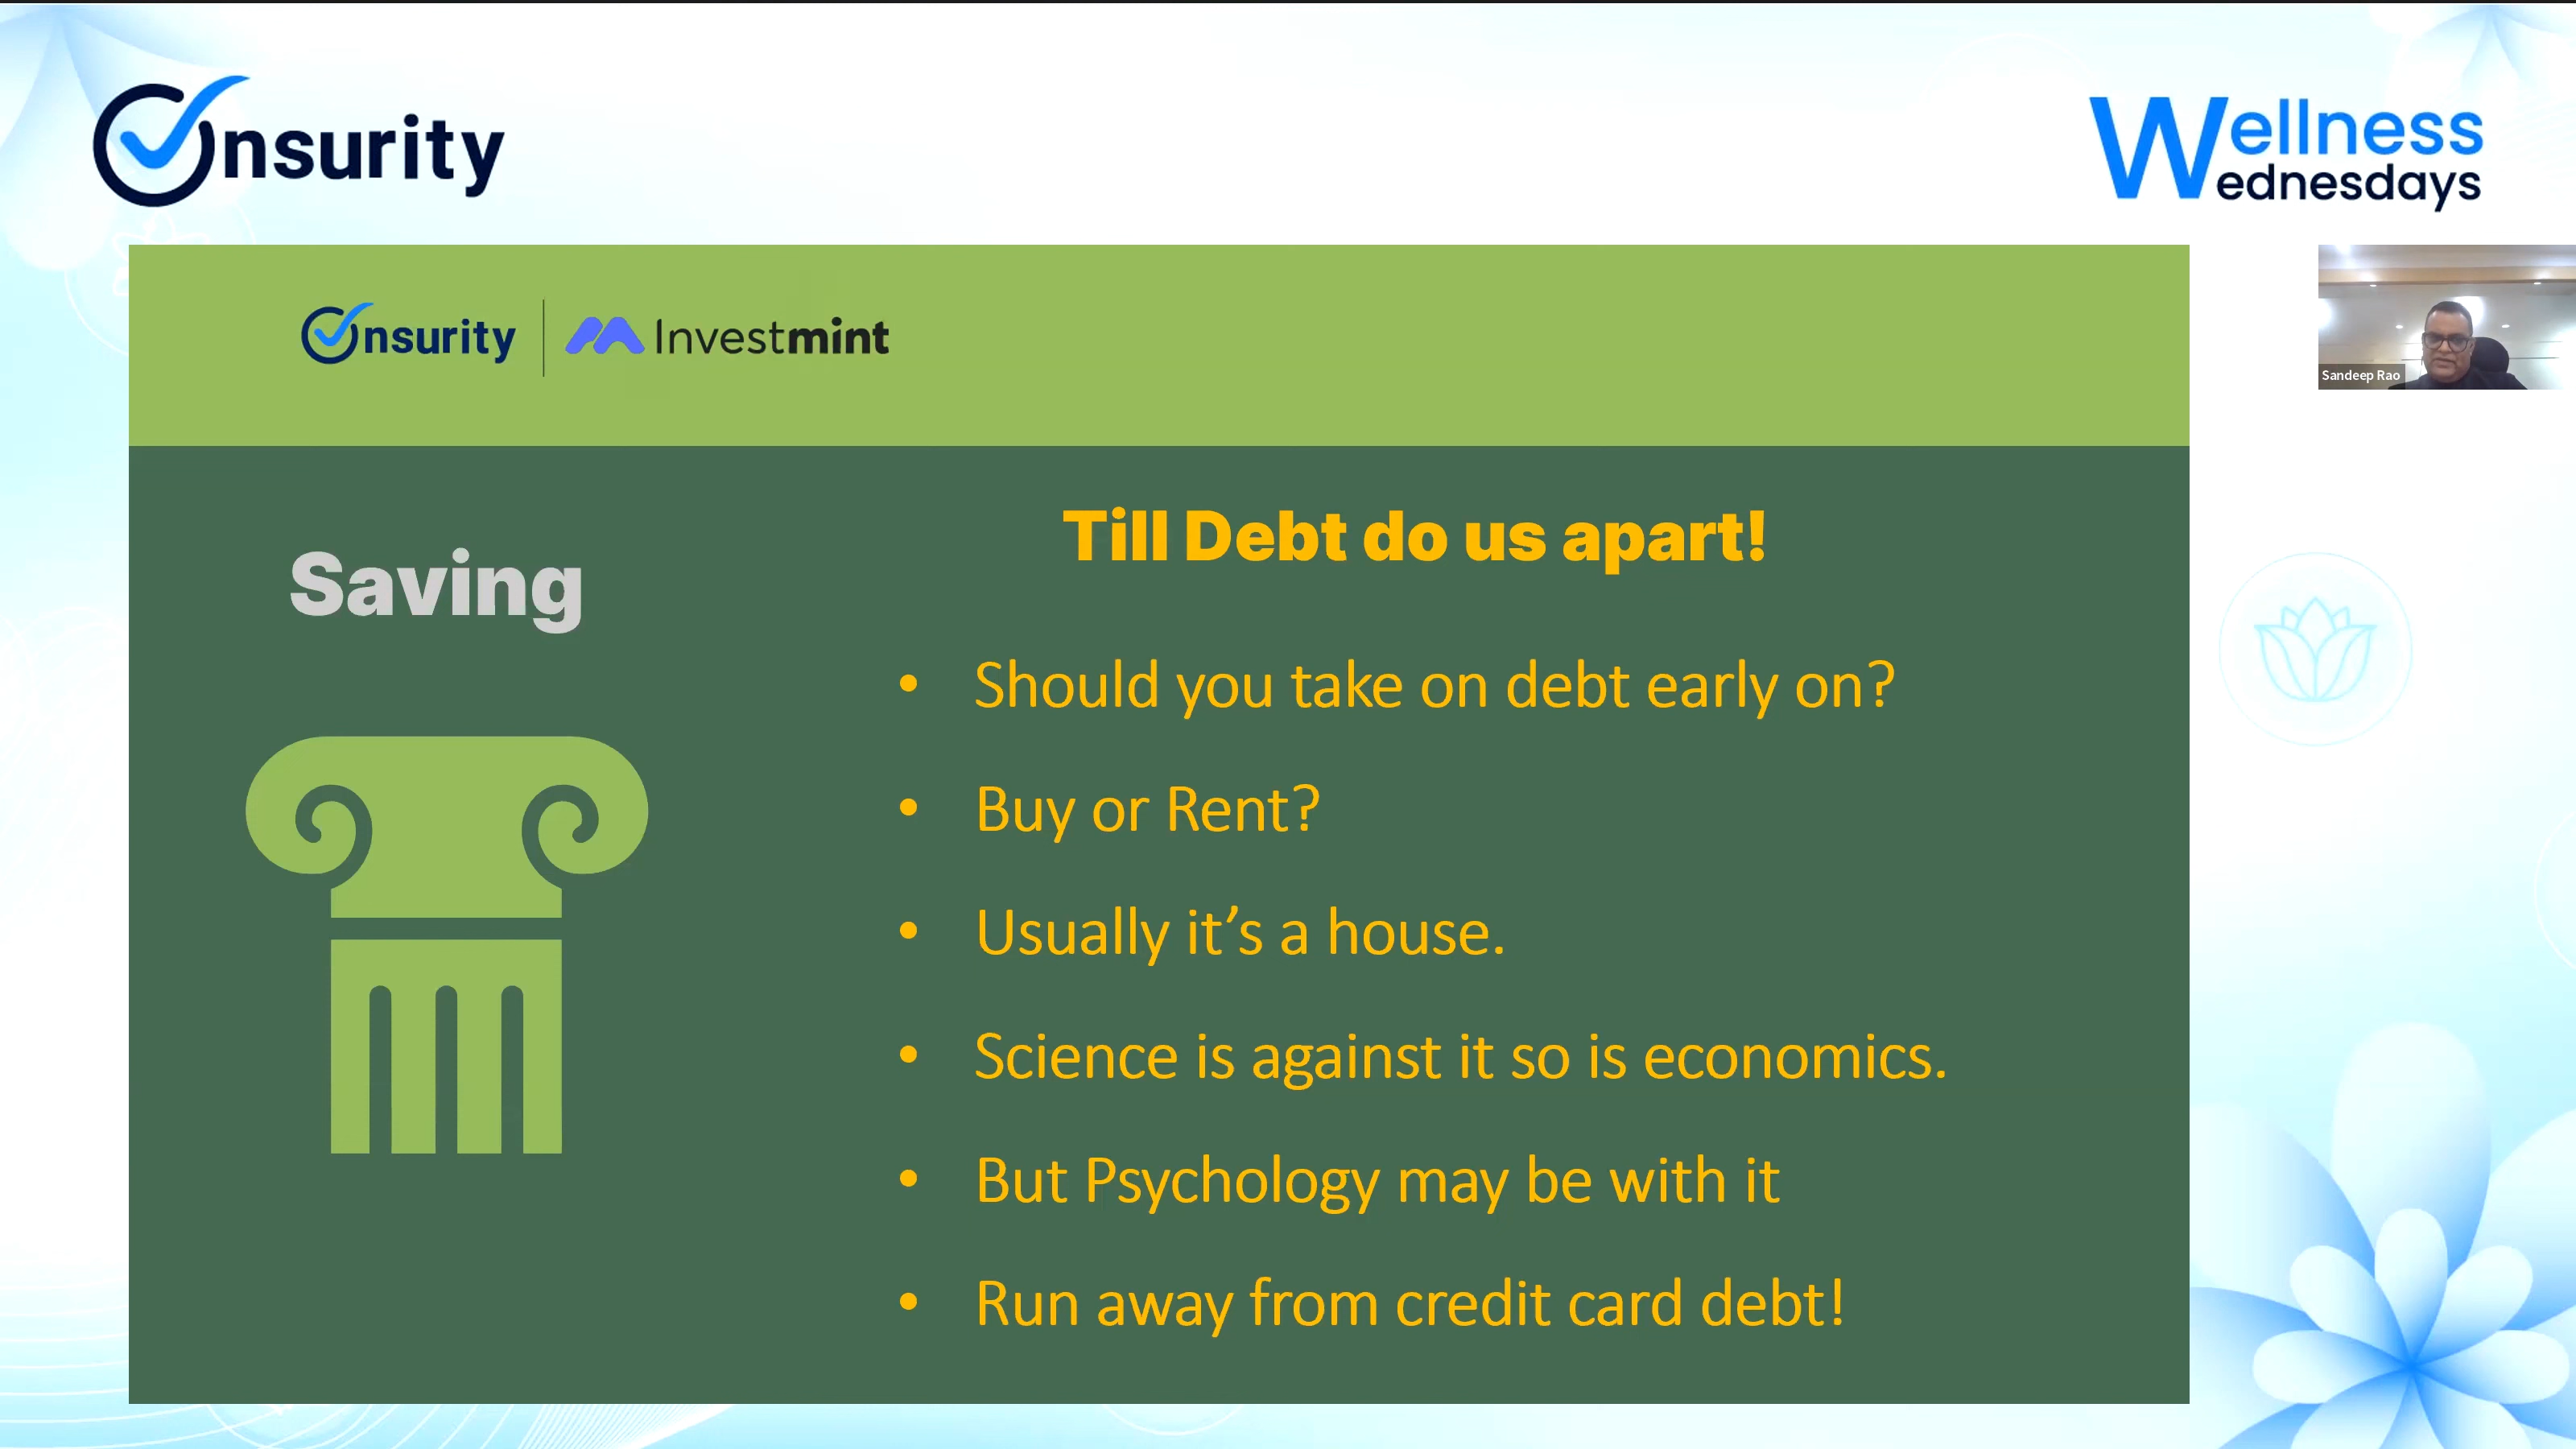 Onsurity
Wellness
Wednesdays
Onsurity | Investmint
Sandeep Rao
Saving
Till Debt do us apart!
• Should you take on debt early on?
• Buy or Rent?
• Usually it’s a house.
• Science is against it so is economics.
• But Psychology may be with it
• Run away from credit card debt!